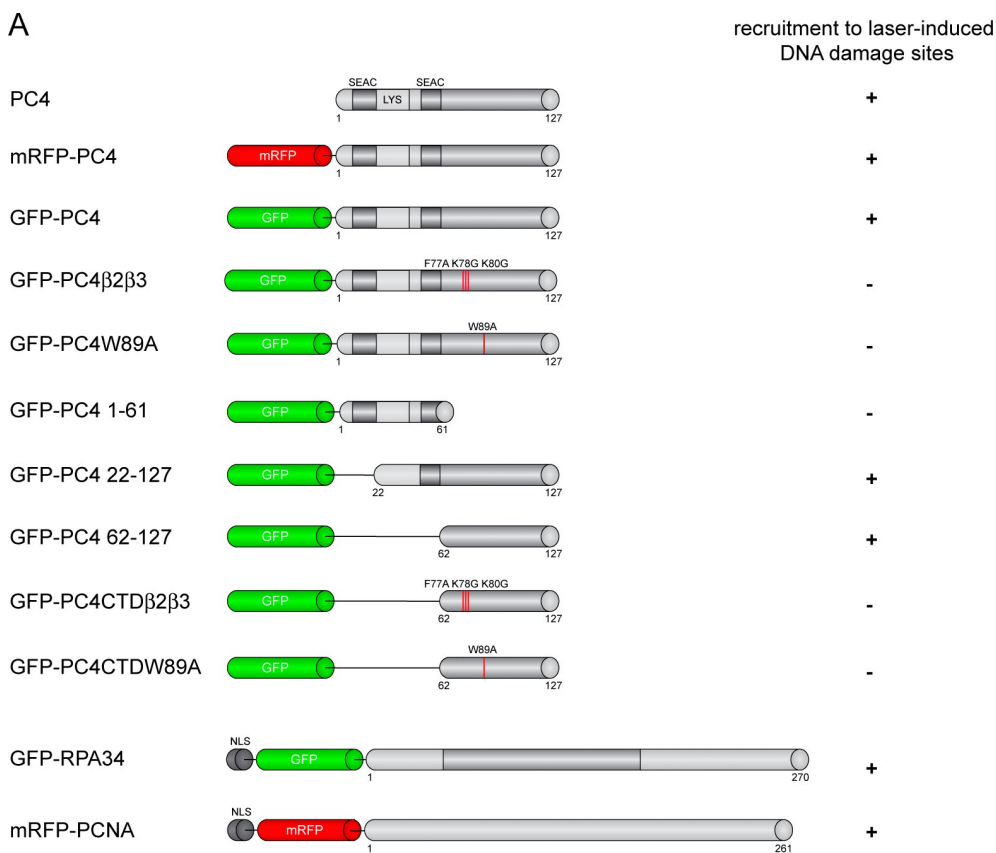 A
recruitment to laser-induced
DNA damage sites
SEAC SEAC
PC4 LYS +
1 127
mRFP-PC4 mRFP +
1 127
GFP-PC4 GFP +
1 127
F77A K78G K80G
GFP-PC4β2β3 GFP -
1 127
W89A
GFP-PC4W89A GFP -
1 127
GFP-PC4 1-61 GFP -
1 61
GFP-PC4 22-127 GFP +
22 127
GFP-PC4 62-127 GFP +
62 127
F77A K78G K80G
GFP-PC4CTDβ2β3 GFP -
62 127
W89A
GFP-PC4CTDW89A GFP -
62 127
NLS
GFP-RPA34 GFP +
1 270
NLS
mRFP-PCNA mRFP +
1 261